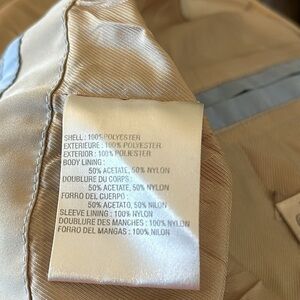 SHELL: 100% POLYESTER
EXTERIEURE: 100% POLYESTER
EXTERIOR: 100% POLIESTER
BODY LINING:
50% ACETATE, 50% NYLON
DOUBLURE DU CORPS:
50% ACETATE, 50% NYLON
FORRO DEL CUERPO:
50% ACETATO, 50% NILON
SLEEVE LINING: 100% NYLON
DOUBLURE DES MANCHES: 100% NYLON
FORRO DEL MANGAS: 100% NILON